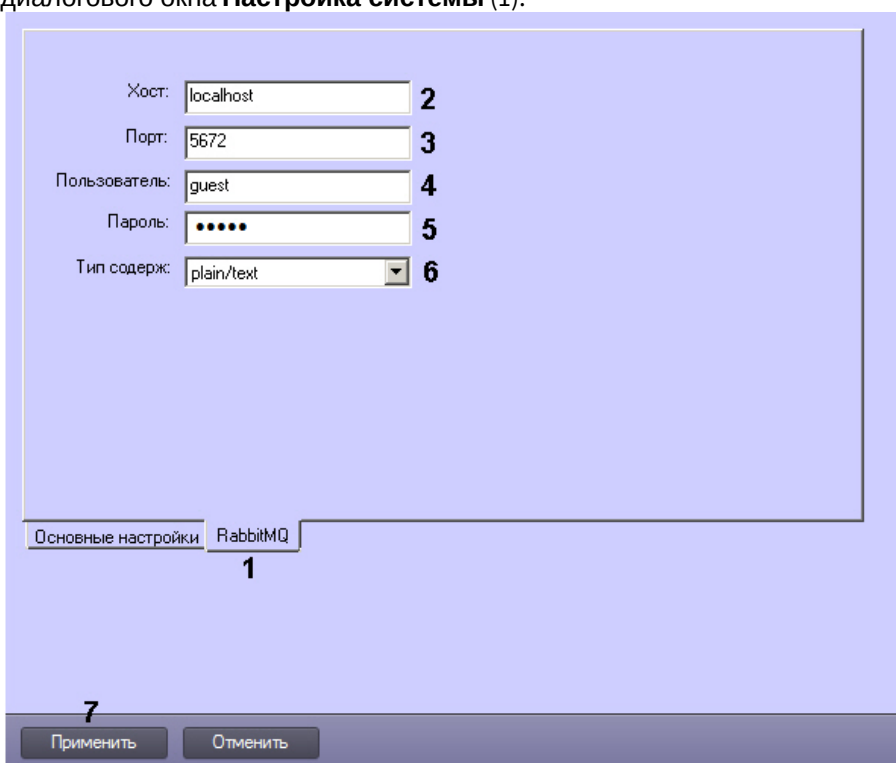 диалогового окна Настройка системы (1).
Хост: localhost 2
Порт: 5672 3
Пользователь: guest 4
Пароль: ••••• 5
Тип содерж: plain/text 6
Основные настройки RabbitMQ
1
7
Применить Отменить